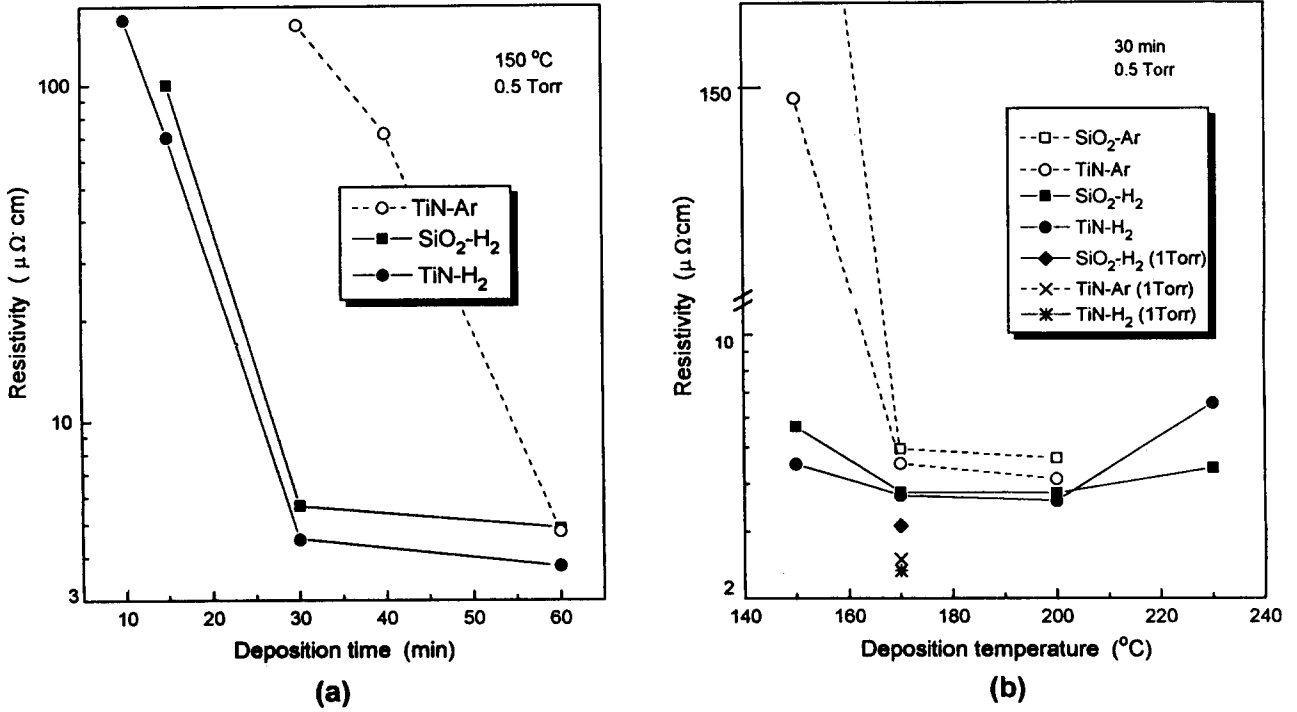 150 °C
0.5 Torr
100
10
3
TiN-Ar
SiO2-H2
TiN-H2
Resistivity ( μ Ω·cm)
10 20 30 40 50 60
Deposition time (min)
(a)
30 min
0.5 Torr
150
10
2
SiO2-Ar
TiN-Ar
SiO2-H2
TiN-H2
SiO2-H2 (1Torr)
TiN-Ar (1Torr)
TiN-H2 (1Torr)
Resistivity ( μ Ω·cm)
140 160 180 200 220 240
Deposition temperature (°C)
(b)